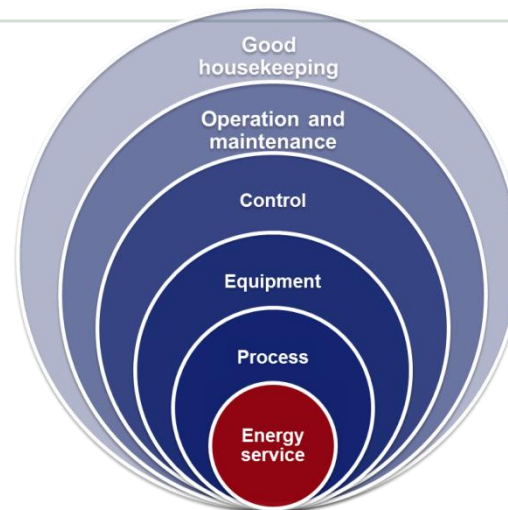 Good
housekeeping
Operation and
maintenance
Control
Equipment
Process
Energy
service